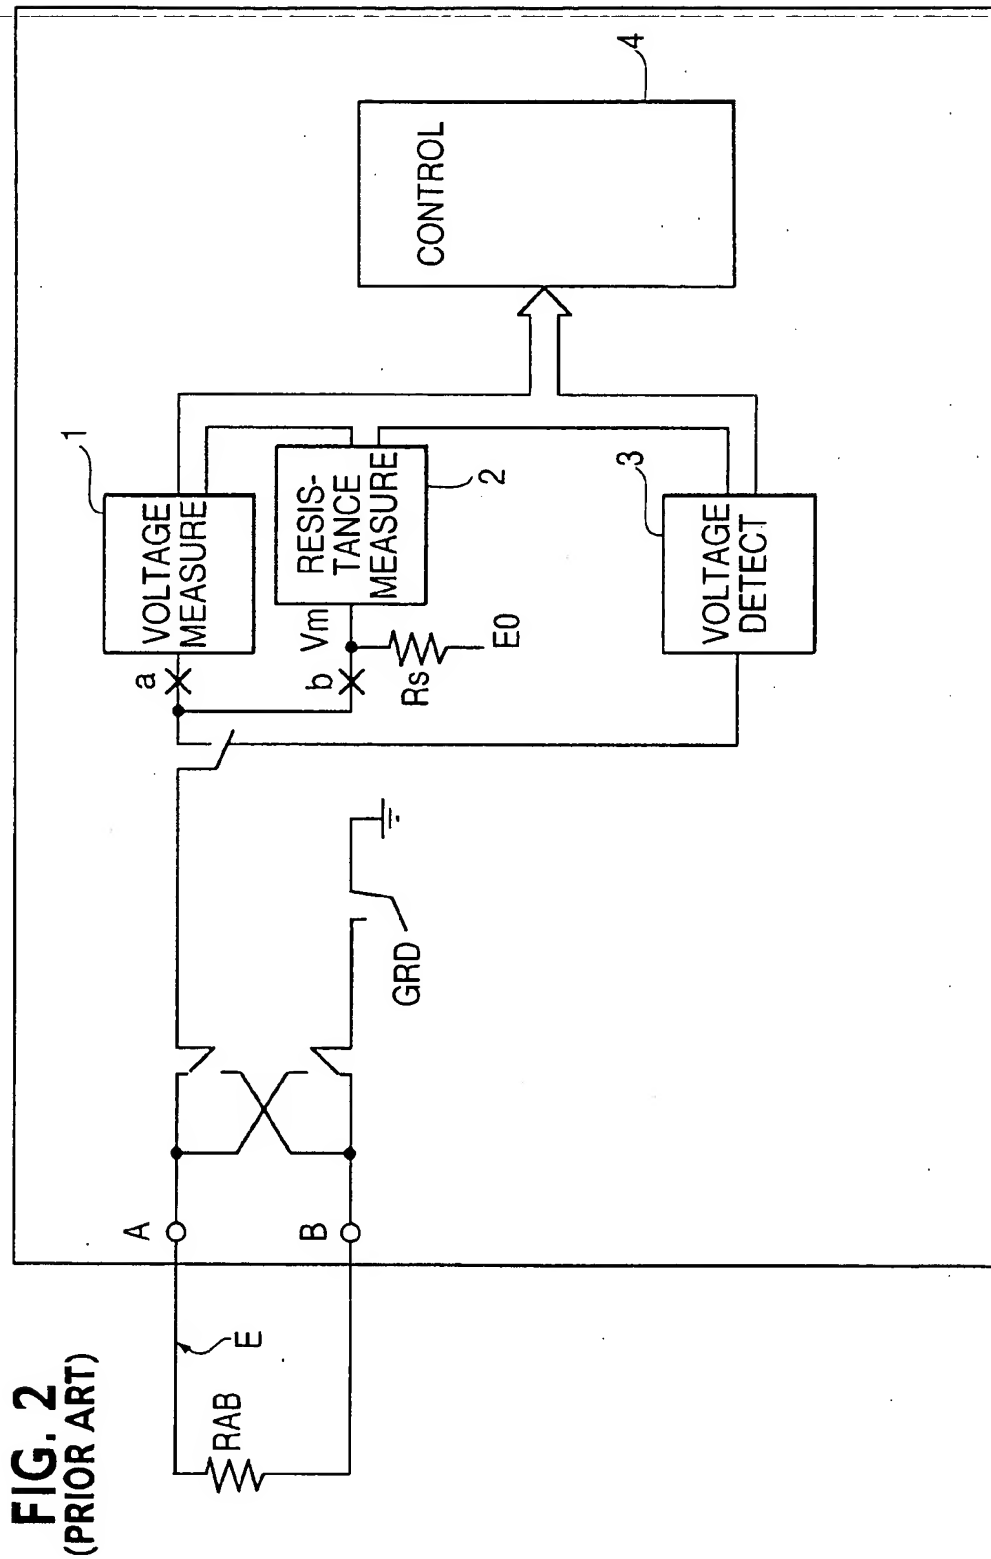 FIG. 2
(PRIOR ART)
RAB
E
A
B
GRD
a
b
Vm
Rs
E0
1
VOLTAGE
MEASURE
2
RESIS-
TANCE
MEASURE
3
VOLTAGE
DETECT
4
CONTROL